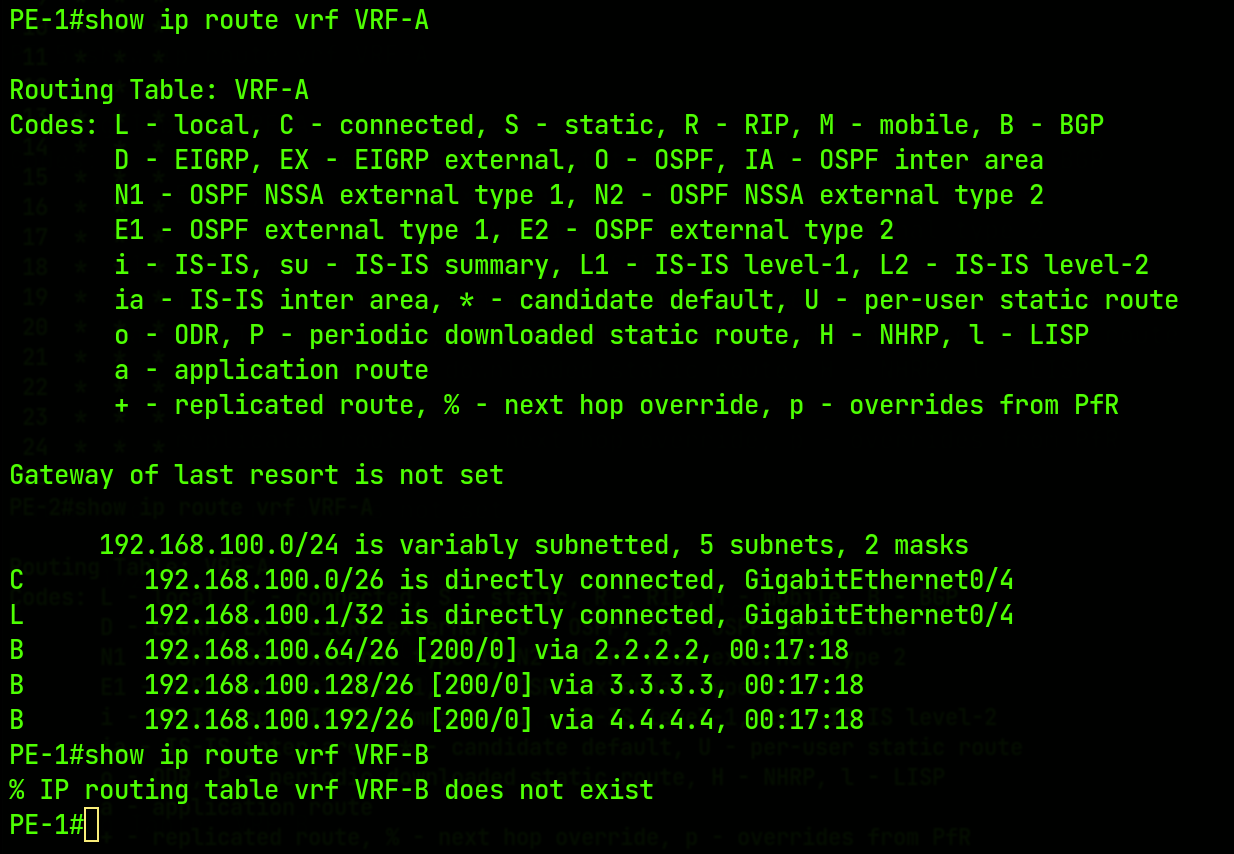 PE-1#show ip route vrf VRF-A
Routing Table: VRF-A
Codes: L - local, C - connected, S - static, R - RIP, M - mobile, B - BGP
D - EIGRP, EX - EIGRP external, O - OSPF, IA - OSPF inter area
N1 - OSPF NSSA external type 1, N2 - OSPF NSSA external type 2
E1 - OSPF external type 1, E2 - OSPF external type 2
i - IS-IS, su - IS-IS summary, L1 - IS-IS level-1, L2 - IS-IS level-2
ia - IS-IS inter area, * - candidate default, U - per-user static route
o - ODR, P - periodic downloaded static route, H - NHRP, l - LISP
a - application route
+ - replicated route, % - next hop override, p - overrides from PfR
Gateway of last resort is not set
192.168.100.0/24 is variably subnetted, 5 subnets, 2 masks
C 192.168.100.0/26 is directly connected, GigabitEthernet0/4
L 192.168.100.1/32 is directly connected, GigabitEthernet0/4
B 192.168.100.64/26 [200/0] via 2.2.2.2, 00:17:18
B 192.168.100.128/26 [200/0] via 3.3.3.3, 00:17:18
B 192.168.100.192/26 [200/0] via 4.4.4.4, 00:17:18
PE-1#show ip route vrf VRF-B
% IP routing table vrf VRF-B does not exist
PE-1#